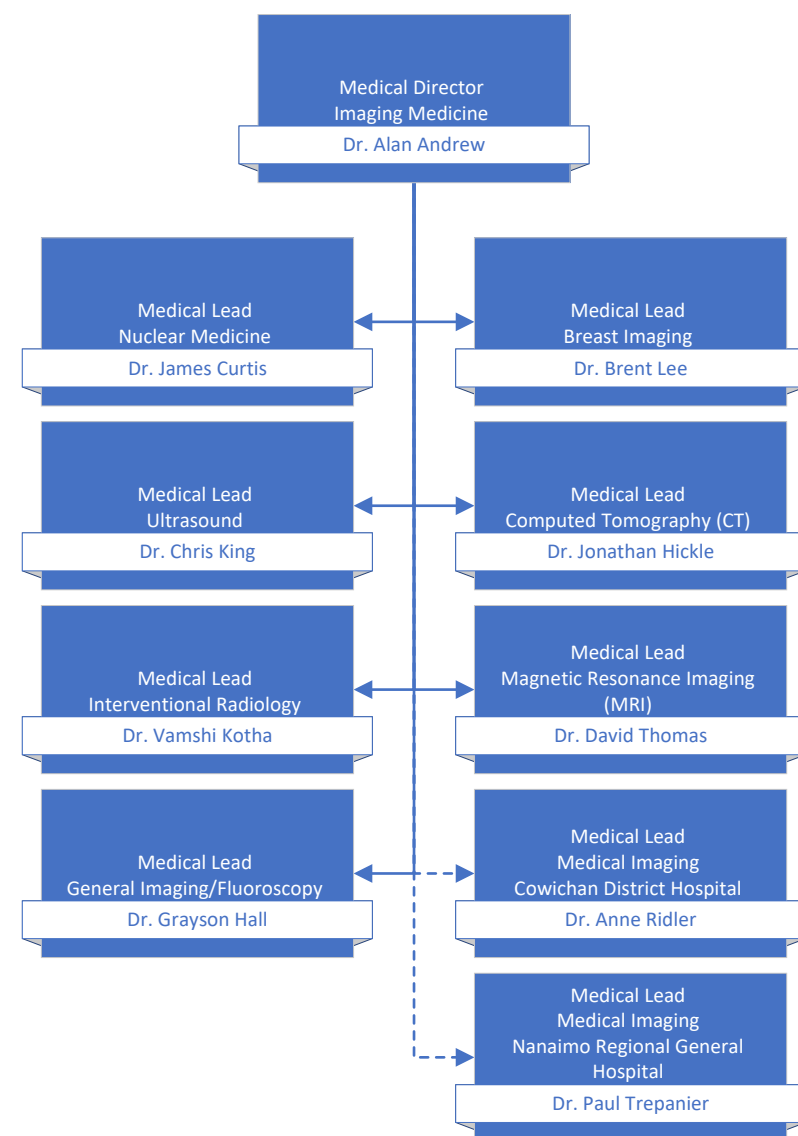 Medical Director
Imaging Medicine
Dr. Alan Andrew
Medical Lead
Nuclear Medicine
Dr. James Curtis
Medical Lead
Breast Imaging
Dr. Brent Lee
Medical Lead
Ultrasound
Dr. Chris King
Medical Lead
Computed Tomography (CT)
Dr. Jonathan Hickle
Medical Lead
Interventional Radiology
Dr. Vamshi Kotha
Medical Lead
Magnetic Resonance Imaging
(MRI)
Dr. David Thomas
Medical Lead
General Imaging/Fluoroscopy
Dr. Grayson Hall
Medical Lead
Medical Imaging
Cowichan District Hospital
Dr. Anne Ridler
Medical Lead
Medical Imaging
Nanaimo Regional General
Hospital
Dr. Paul Trepanier